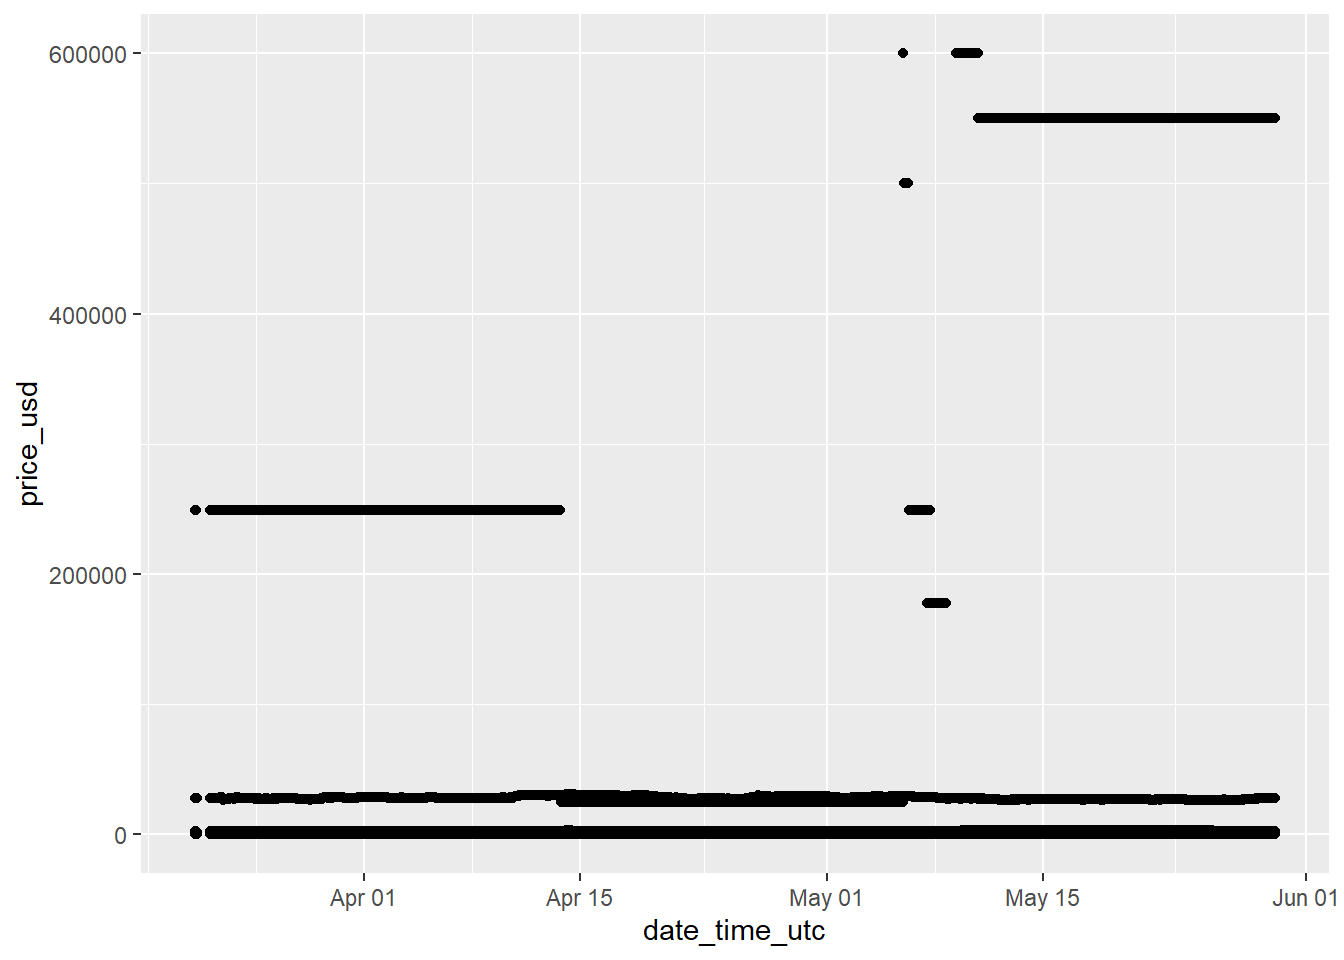 600000
400000
200000
0
price_usd
Apr 01
Apr 15
May 01
May 15
Jun 01
date_time_utc